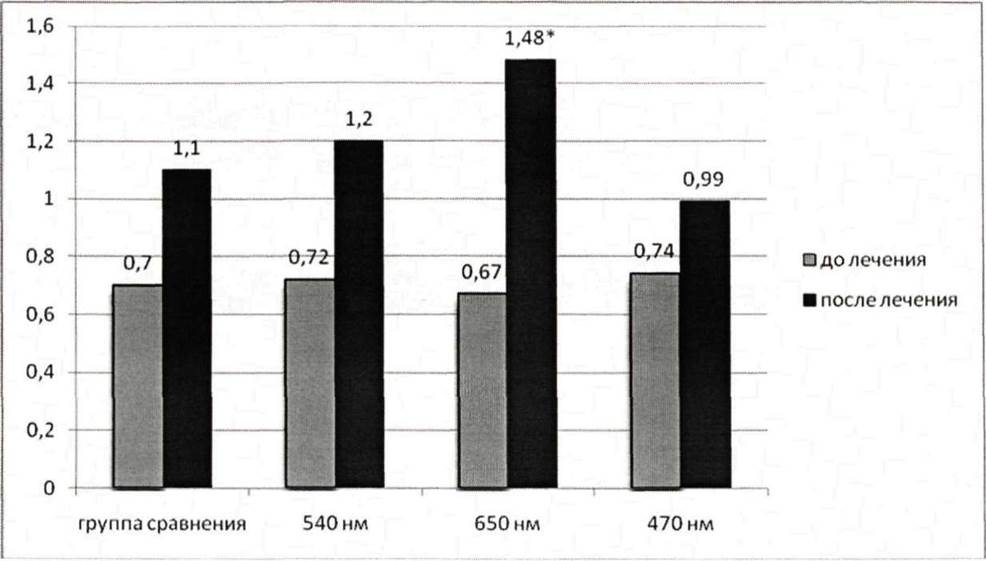 1,6
1,4
1,2
1
0,8
0,6
0,4
0,2
0
0,7
1,1
0,72
1,2
0,67
1,48*
0,74
0,99
группа сравнения
540 нм
650 нм
470 нм
до лечения
после лечения